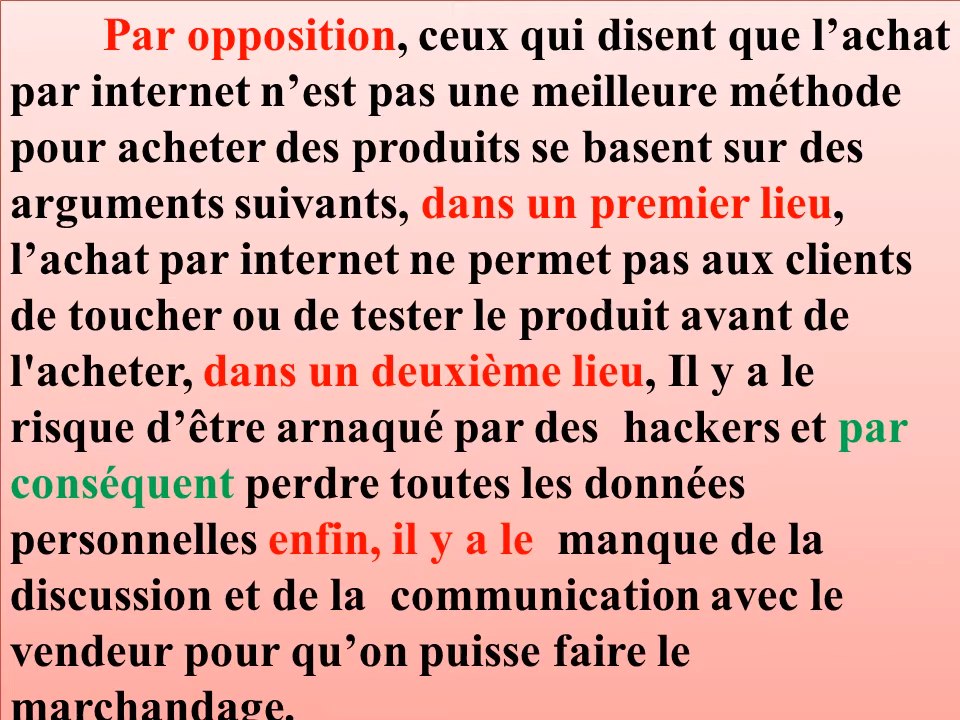 Par opposition, ceux qui disent que l’achat
par internet n’est pas une meilleure méthode
pour acheter des produits se basent sur des
arguments suivants, dans un premier lieu,
l’achat par internet ne permet pas aux clients
de toucher ou de tester le produit avant de
l'acheter, dans un deuxième lieu, Il y a le
risque d’être arnaqué par des  hackers et par
conséquent perdre toutes les données
personnelles enfin, il y a le  manque de la
discussion et de la  communication avec le
vendeur pour qu’on puisse faire le
marchandage.